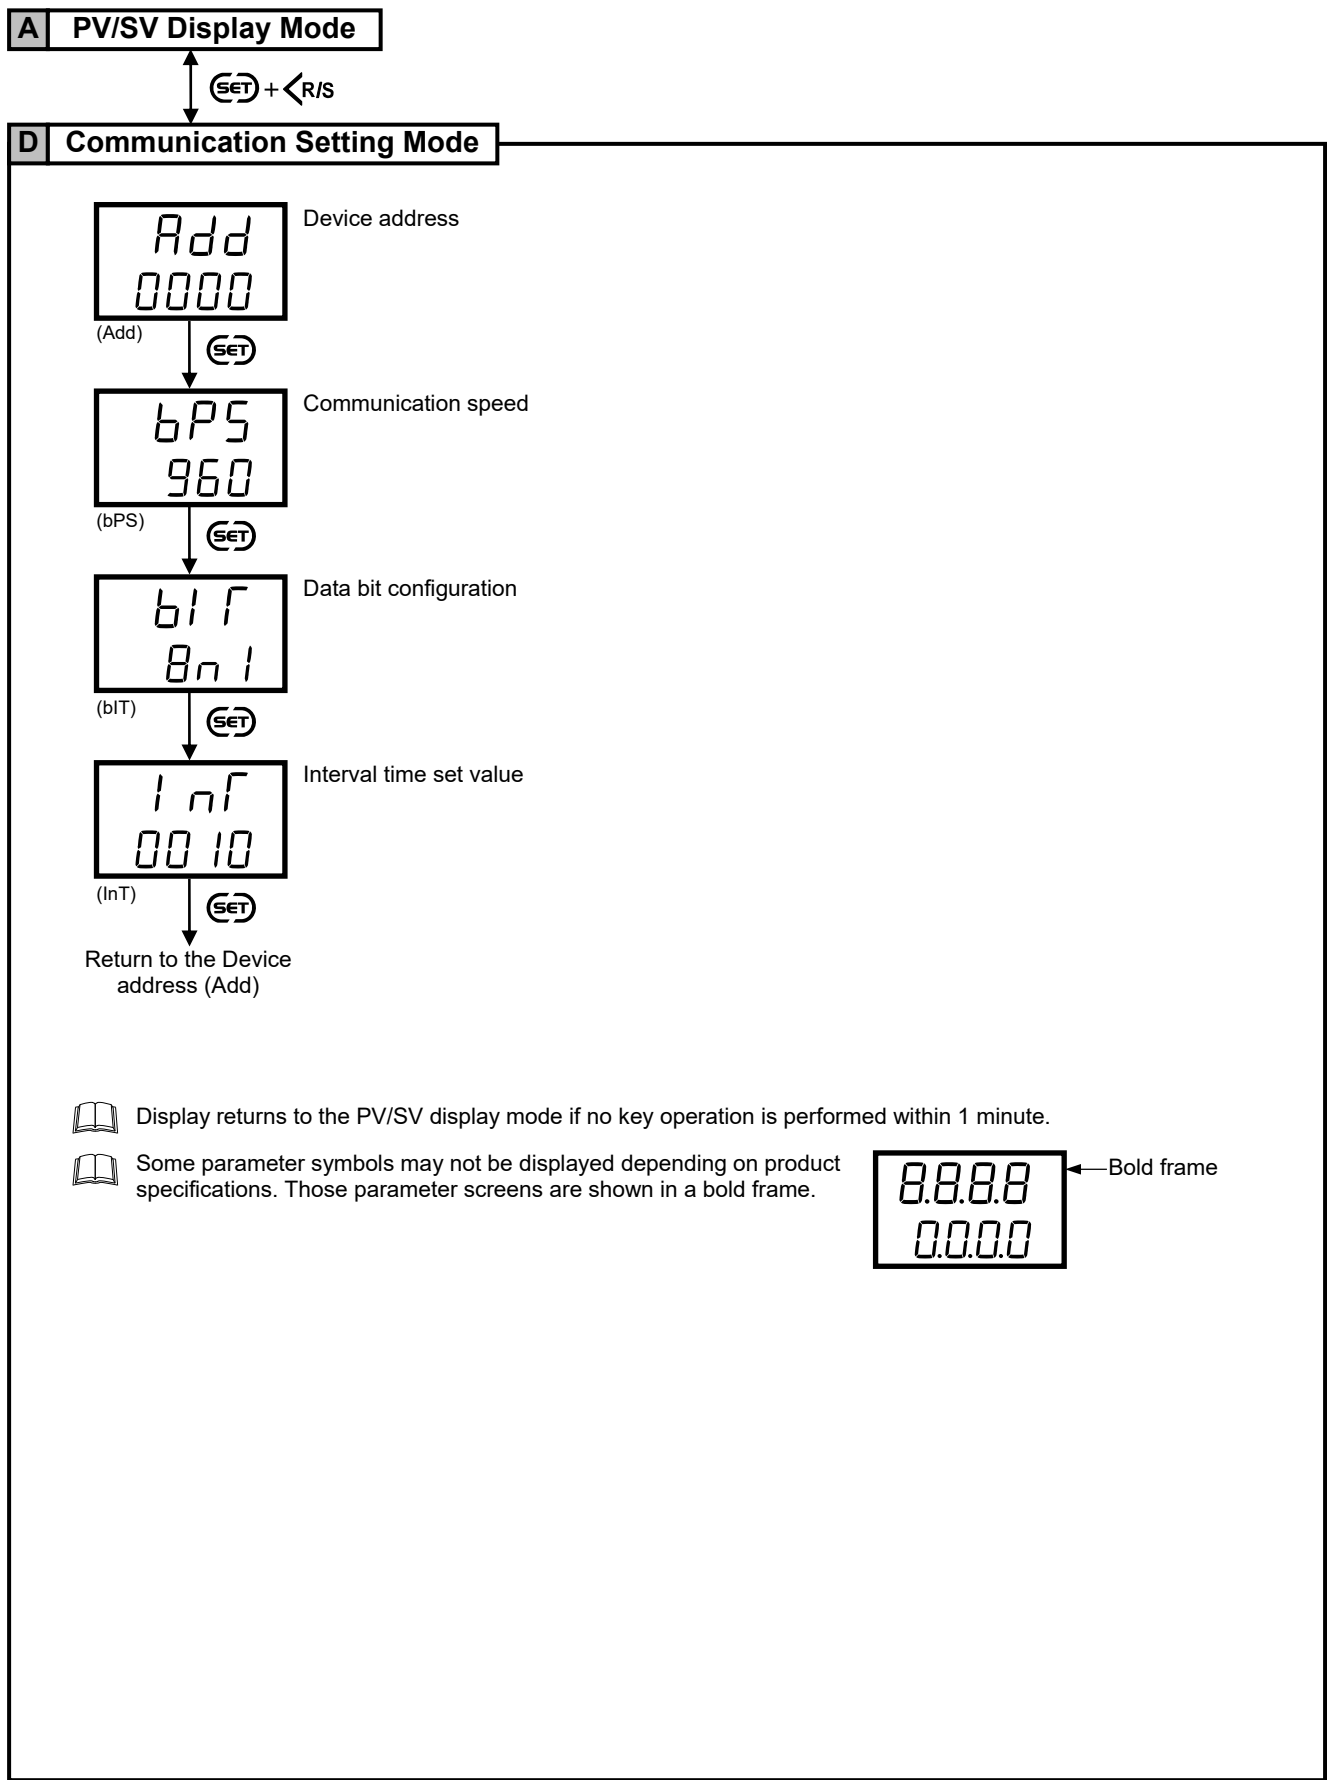 A PV/SV Display Mode
SET + <R/S
D Communication Setting Mode
Add
0000
Device address
(Add)
SET
bPS
960
Communication speed
(bPS)
SET
bIT
8n1
Data bit configuration
(bIT)
SET
InT
0010
Interval time set value
(InT)
SET
Return to the Device
address (Add)
Display returns to the PV/SV display mode if no key operation is performed within 1 minute.
Some parameter symbols may not be displayed depending on product
specifications. Those parameter screens are shown in a bold frame.
8.8.8.8
0.0.0.0
Bold frame